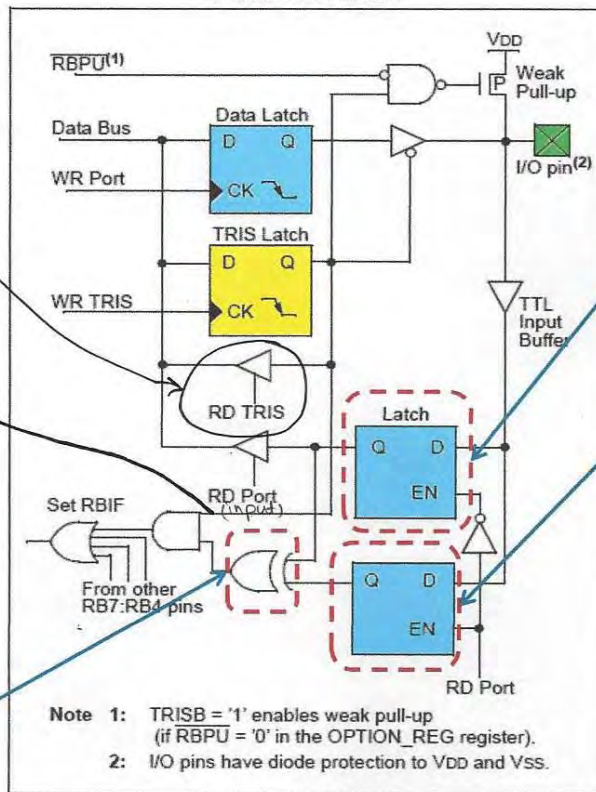 VDD
RBPU(1)
Weak
Pull-up
P
Data Latch
Data Bus
D Q
I/O pin(2)
WR Port
CK
TRIS Latch
D Q
WR TRIS
CK
TTL
Input
Buffer
RD TRIS
Latch
Q D
EN
RD Port
(input)
Set RBIF
From other
RB7:RB4 pins
Q D
EN
RD Port
Note 1: TRISB = '1' enables weak pull-up
(if RBPU = '0' in the OPTION_REG register).
2: I/O pins have diode protection to VDD and VSS.